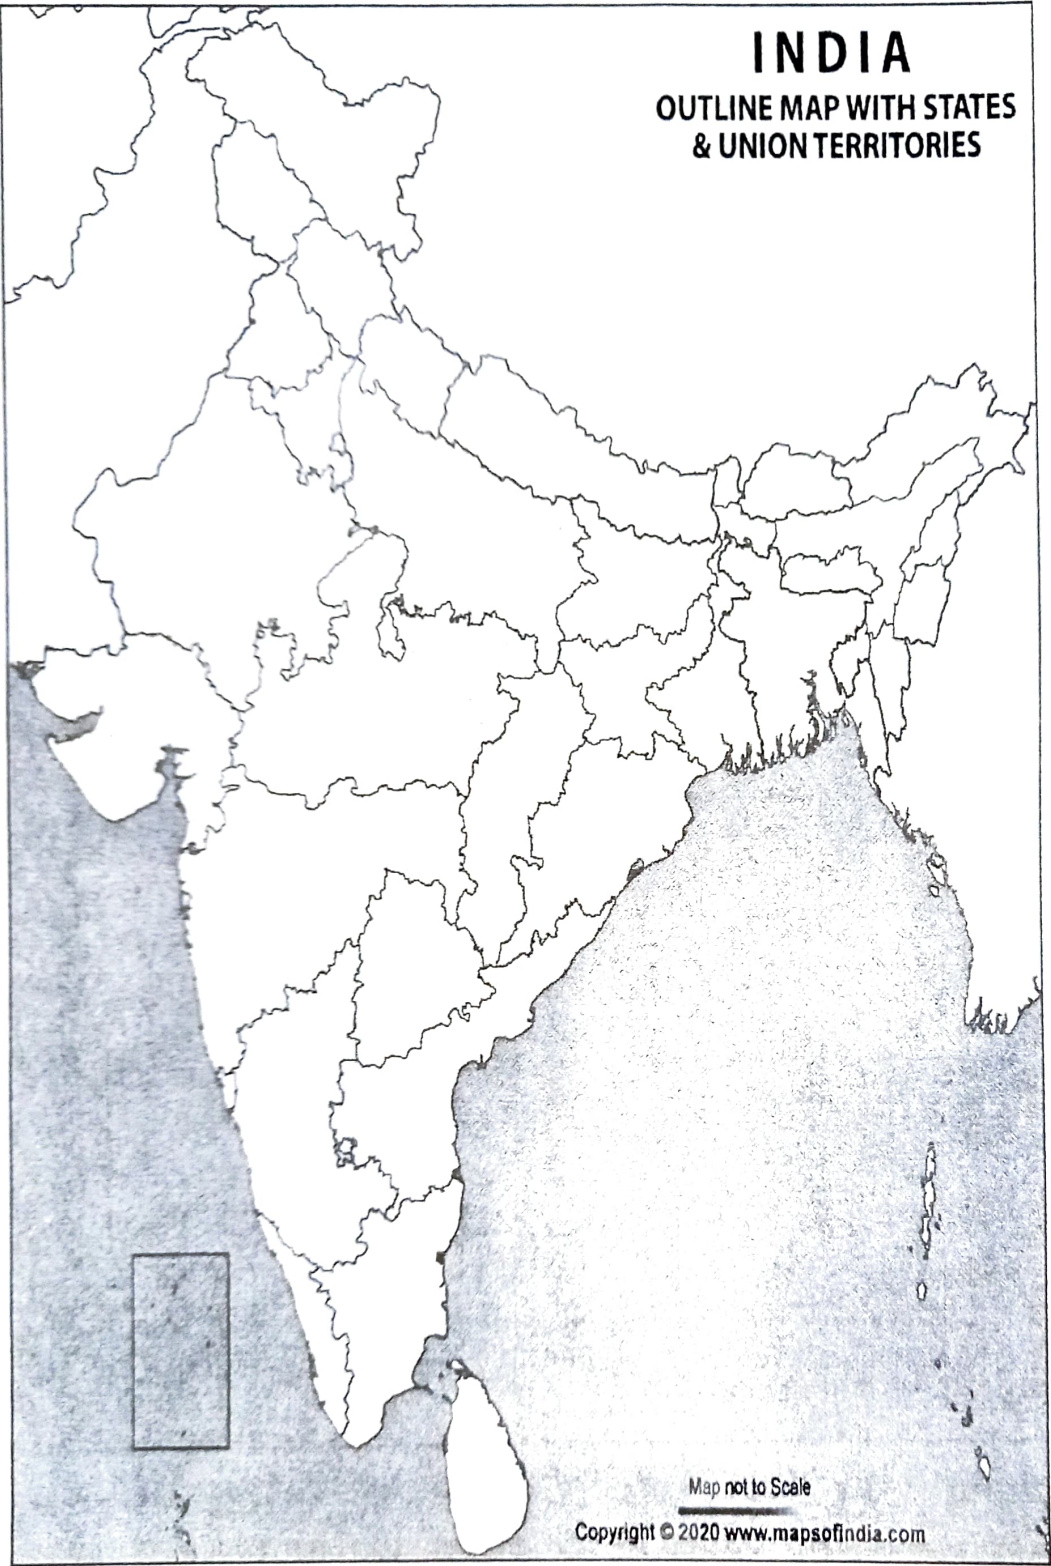 INDIA
OUTLINE MAP WITH STATES
& UNION TERRITORIES
Map not to Scale
Copyright © 2020 www.mapsofindia.com